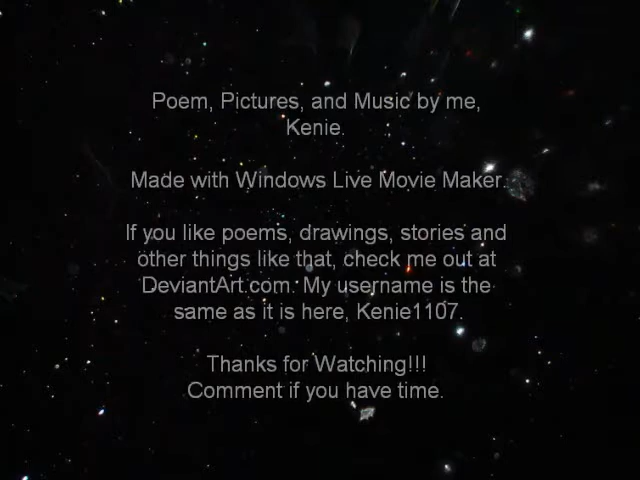 Poem, Pictures, and Music by me,
Kenie.
Made with Windows Live Movie Maker.
If you like poems, drawings, stories and
other things like that, check me out at
DeviantArt.com. My username is the
same as it is here, Kenie1107.
Thanks for Watching!!!
Comment if you have time.